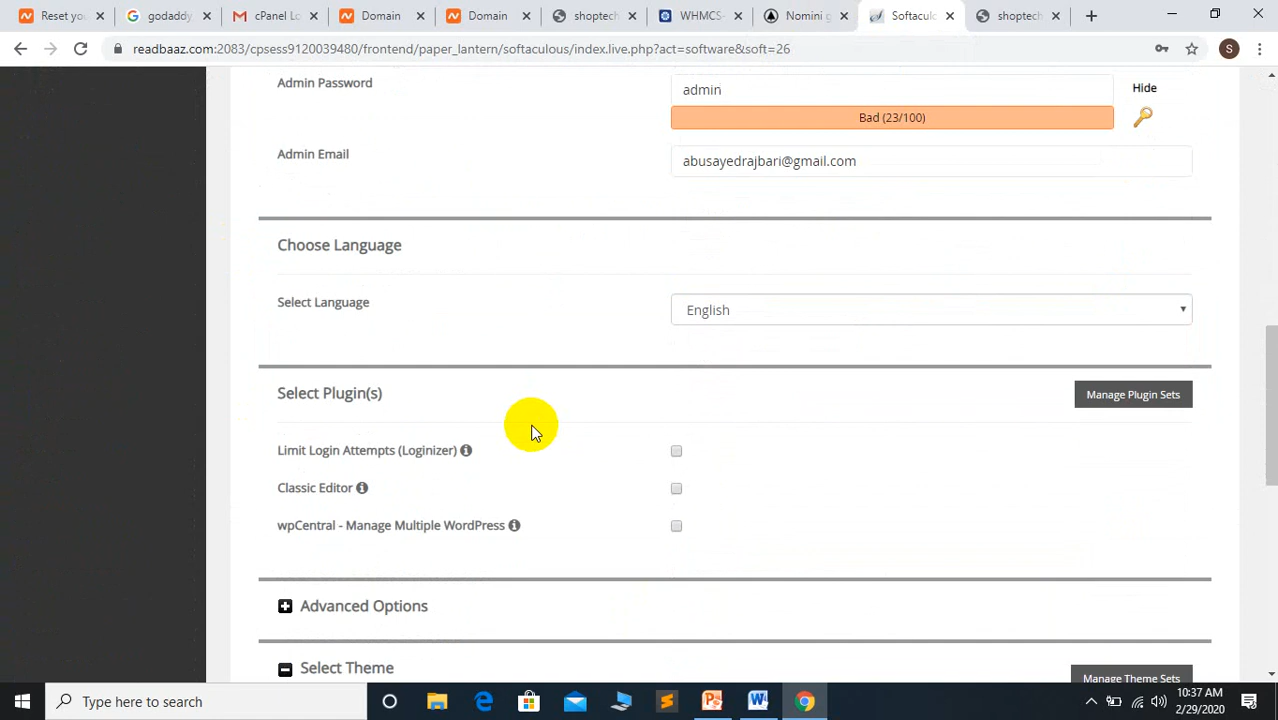 Reset you
godaddy.
cPanel Lo
Domain
Domain
shoptech
WHMCS-
Nomini g
Softaculo
shoptech
readbaaz.com:2083/cpsess9120039480/frontend/paper_lantern/softaculous/index.live.php?act=software&soft=26
S
Admin Password
admin
Hide
Bad (23/100)
Admin Email
abusayedrajbari@gmail.com
Choose Language
Select Language
English
Select Plugin(s)
Manage Plugin Sets
Limit Login Attempts (Loginizer)
Classic Editor
wpCentral - Manage Multiple WordPress
Advanced Options
Select Theme
Manage Theme Sets
Type here to search
10:37 AM
2/29/2020